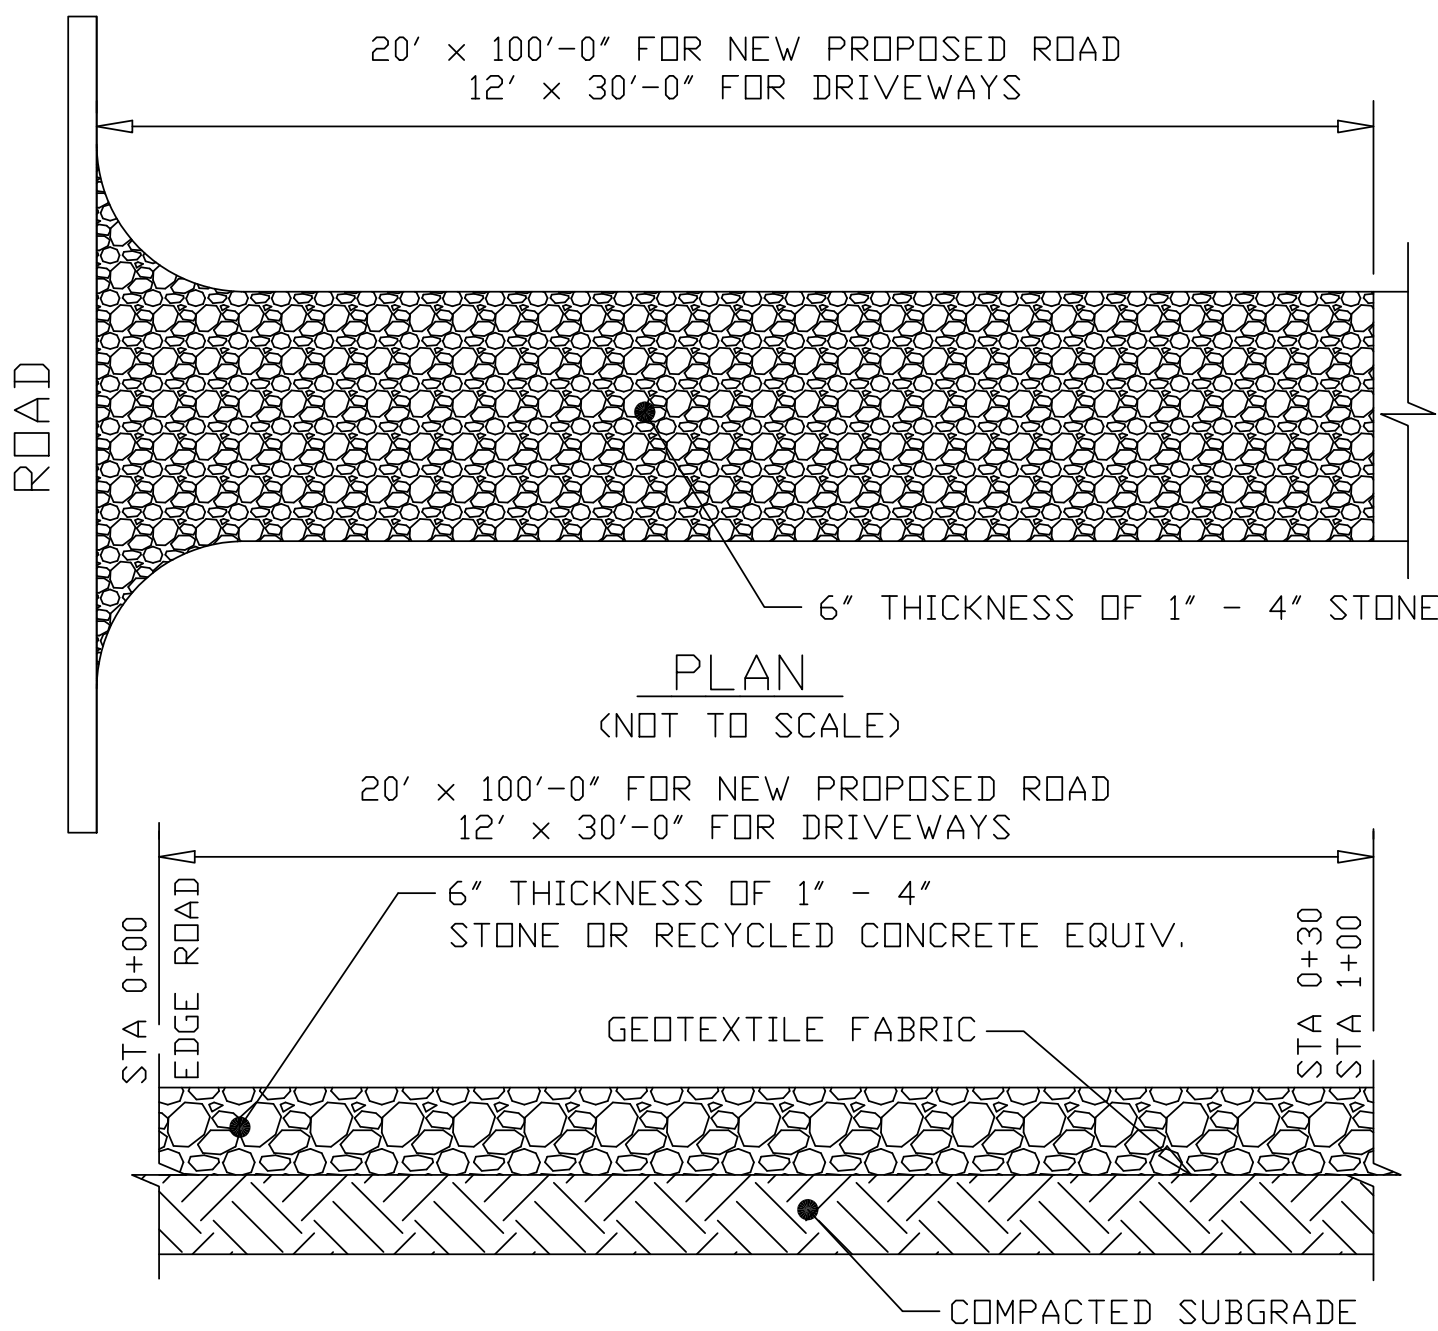 20' x 100'-0" FOR NEW PROPOSED ROAD
12' x 30'-0" FOR DRIVEWAYS
ROAD
6" THICKNESS OF 1" - 4" STONE
PLAN
(NOT TO SCALE)
20' x 100'-0" FOR NEW PROPOSED ROAD
12' x 30'-0" FOR DRIVEWAYS
STA 0+00
EDGE ROAD
6" THICKNESS OF 1" - 4"
STONE OR RECYCLED CONCRETE EQUIV.
GEOTEXTILE FABRIC
STA 0+30
STA 1+00
COMPACTED SUBGRADE